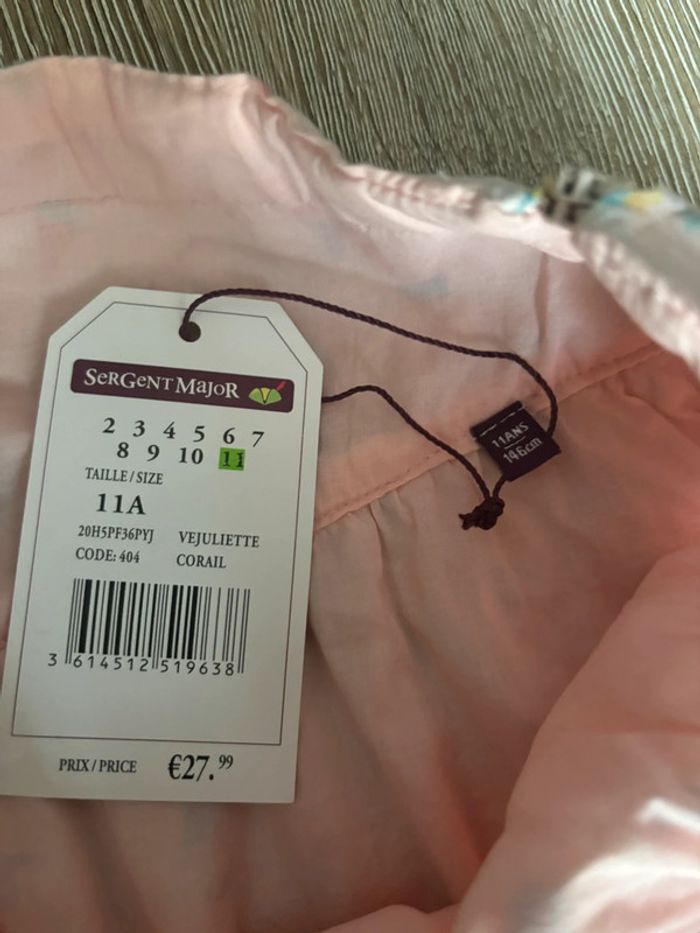 SERGENT MAJOR
2 3 4 5 6 7
8 9 10 11
TAILLE / SIZE
11A
20H5PF36PYJ VEJULIETTE
CODE: 404 CORAIL
3 614512 519638
PRIX / PRICE €27.99
11ANS
146cm